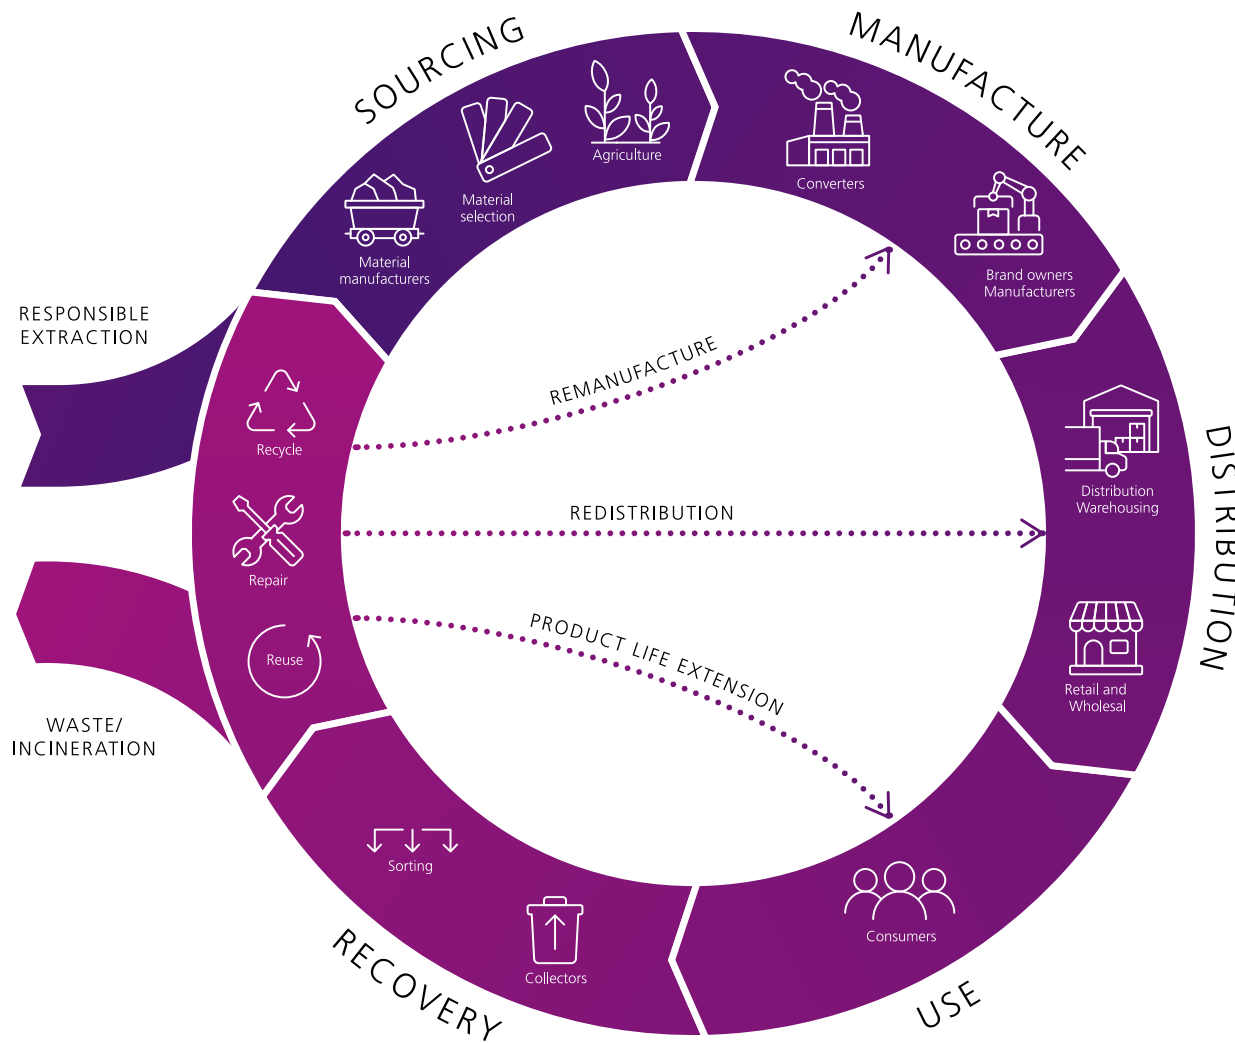 SOURCING
MANUFACTURE
Agriculture
Material
selection
Material
manufacturers
Converters
Brand owners
Manufacturers
RESPONSIBLE
EXTRACTION
REMANUFACTURE
Recycle
DISTRIBUTION
Distribution
Warehousing
REDISTRIBUTION
Repair
PRODUCT LIFE EXTENSION
Reuse
Retail and
Wholesal
WASTE/
INCINERATION
Sorting
Collectors
Consumers
RECOVERY
USE